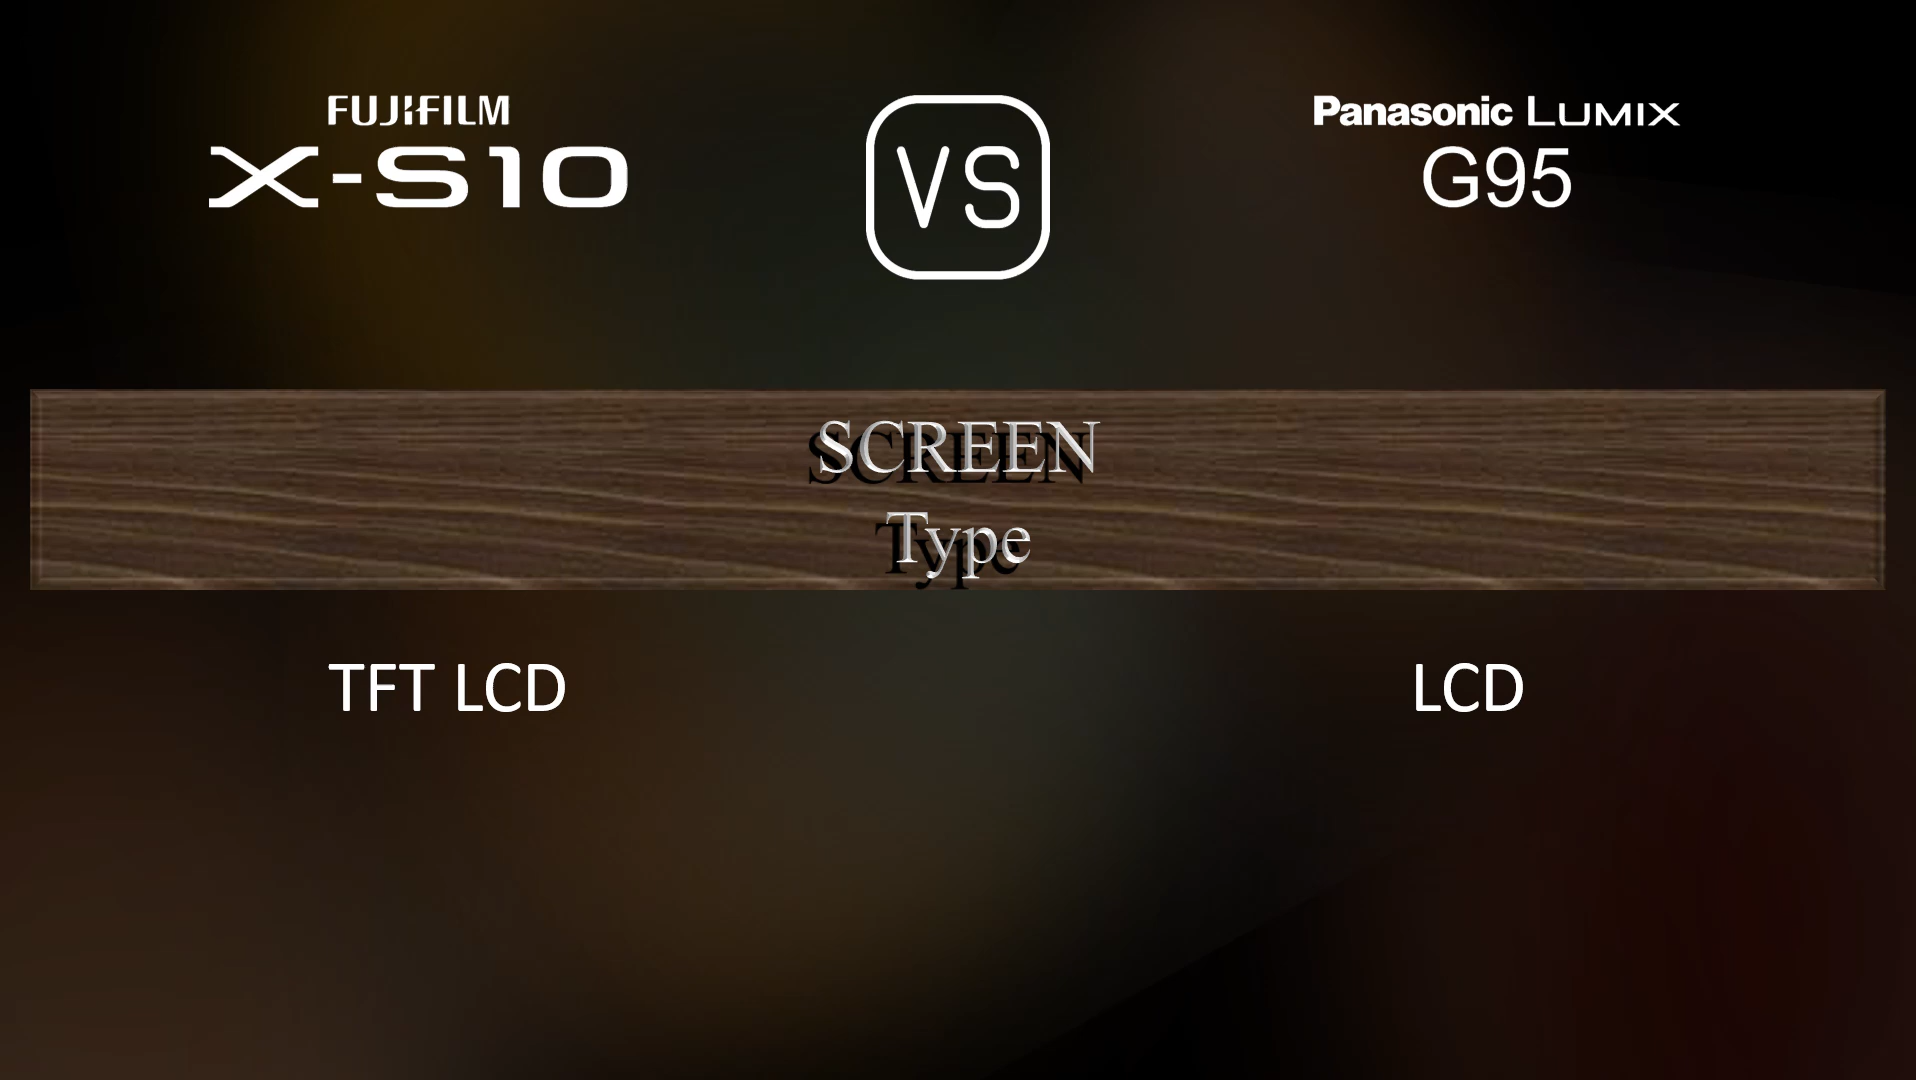 FUJIFILM
X-S10
VS
Panasonic LUMIX
G95
SCREEN
Type
TFT LCD
LCD